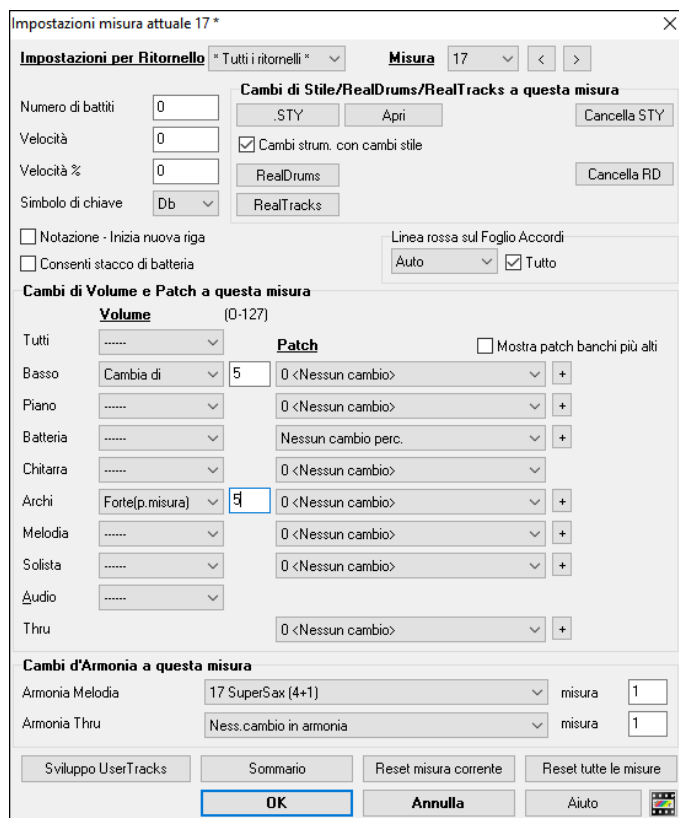 Impostazioni misura attuale 17 *
Impostazioni per Ritornello * Tutti i ritornelli * Misura 17 < >
Cambi di Stile/RealDrums/RealTracks a questa misura
Numero di battiti 0 .STY Apri Cancella STY
Velocità 0 Cambi strum. con cambi stile
Velocità % 0 RealDrums Cancella RD
Simbolo di chiave Db RealTracks
Notazione - Inizia nuova riga Linea rossa sul Foglio Accordi
Consenti stacco di batteria Auto Tutto
Cambi di Volume e Patch a questa misura
Volume (0-127)
Tutti ------ Patch Mostra patch banchi più alti
Basso Cambia di 5 0 <Nessun cambio> +
Piano ------ 0 <Nessun cambio> +
Batteria ------ Nessun cambio perc. +
Chitarra ------ 0 <Nessun cambio>
Archi Forte(p.misura) 5 0 <Nessun cambio> +
Melodia ------ 0 <Nessun cambio> +
Solista ------ 0 <Nessun cambio> +
Audio ------
Thru 0 <Nessun cambio> +
Cambi d'Armonia a questa misura
Armonia Melodia 17 SuperSax (4+1) misura 1
Armonia Thru Ness.cambio in armonia misura 1
Sviluppo UserTracks Sommario Reset misura corrente Reset tutte le misure
OK Annulla Aiuto